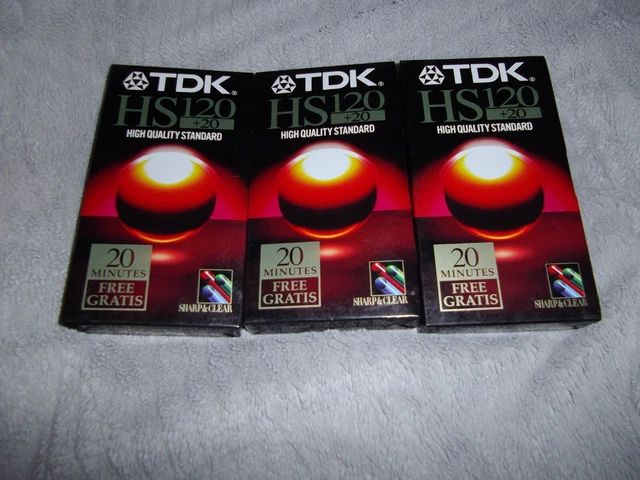 TDK®
HS120
+20
HIGH QUALITY STANDARD
20
MINUTES
FREE
GRATIS
SHARP&CLEAR
TDK®
HS120
+20
HIGH QUALITY STANDARD
20
MINUTES
FREE
GRATIS
SHARP&CLEAR
TDK®
HS120
+20
HIGH QUALITY STANDARD
20
MINUTES
FREE
GRATIS
SHARP&CLEAR